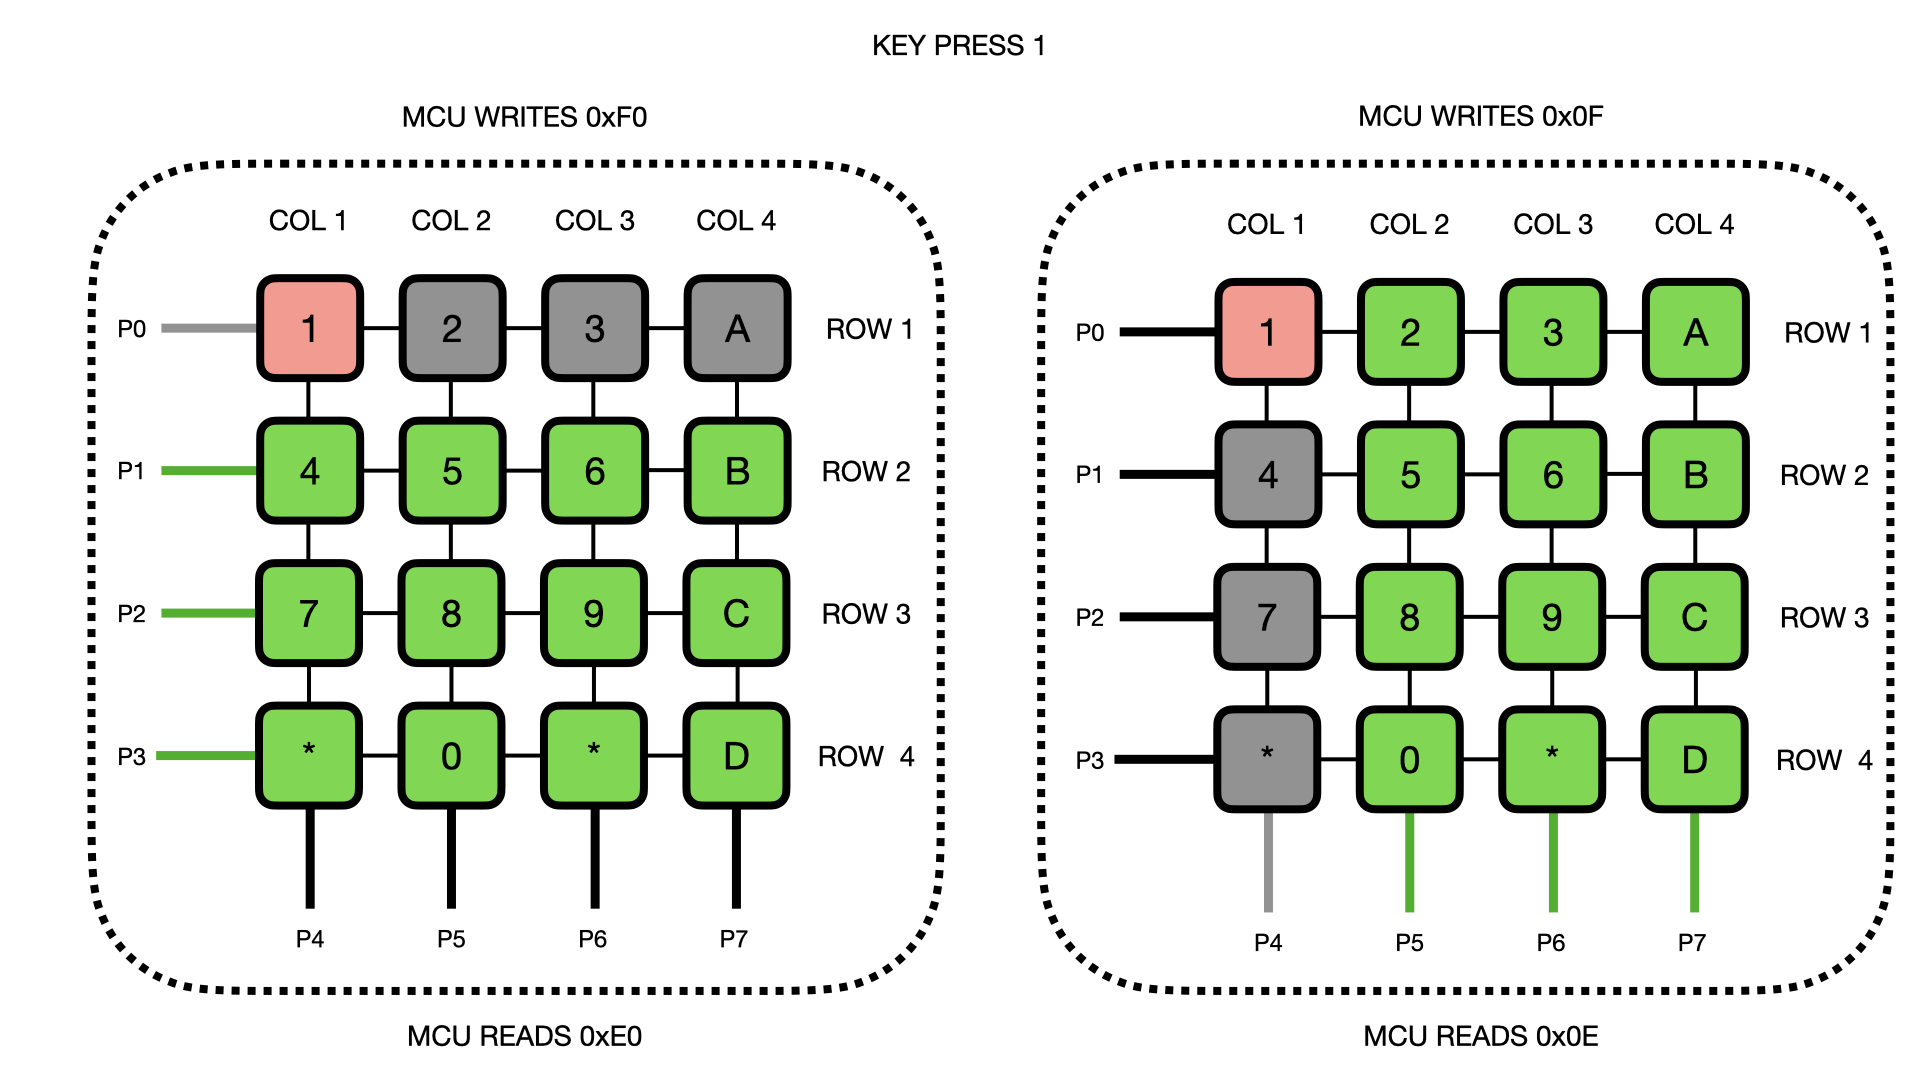 KEY PRESS 1
MCU WRITES 0xF0
COL 1 COL 2 COL 3 COL 4
P0 1 2 3 A ROW 1
P1 4 5 6 B ROW 2
P2 7 8 9 C ROW 3
P3 * 0 * D ROW 4
P4 P5 P6 P7
MCU READS 0xE0
MCU WRITES 0x0F
COL 1 COL 2 COL 3 COL 4
P0 1 2 3 A ROW 1
P1 4 5 6 B ROW 2
P2 7 8 9 C ROW 3
P3 * 0 * D ROW 4
P4 P5 P6 P7
MCU READS 0x0E